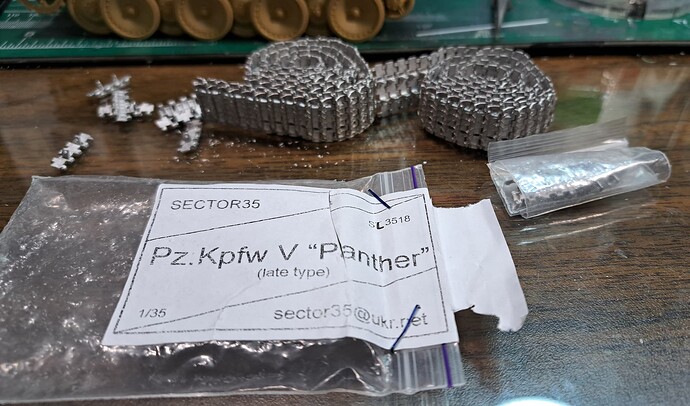 SECTOR35
SL3518
Pz.Kpfw V “Panther”
(late type)
1/35
sector35@ukr.net